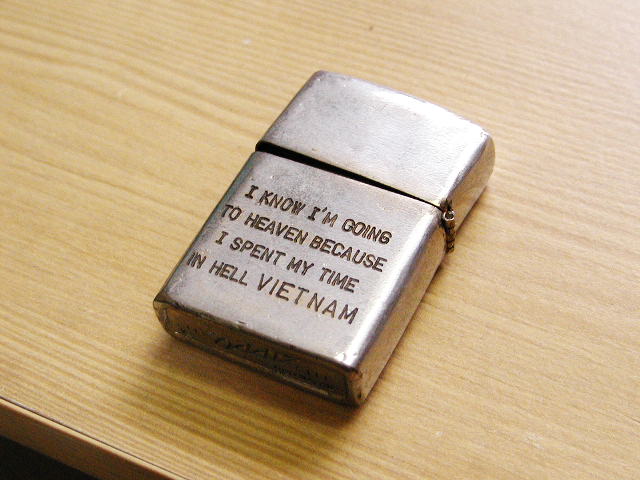 I KNOW I'M GOING
TO HEAVEN BECAUSE
I SPENT MY TIME
IN HELL VIETNAM